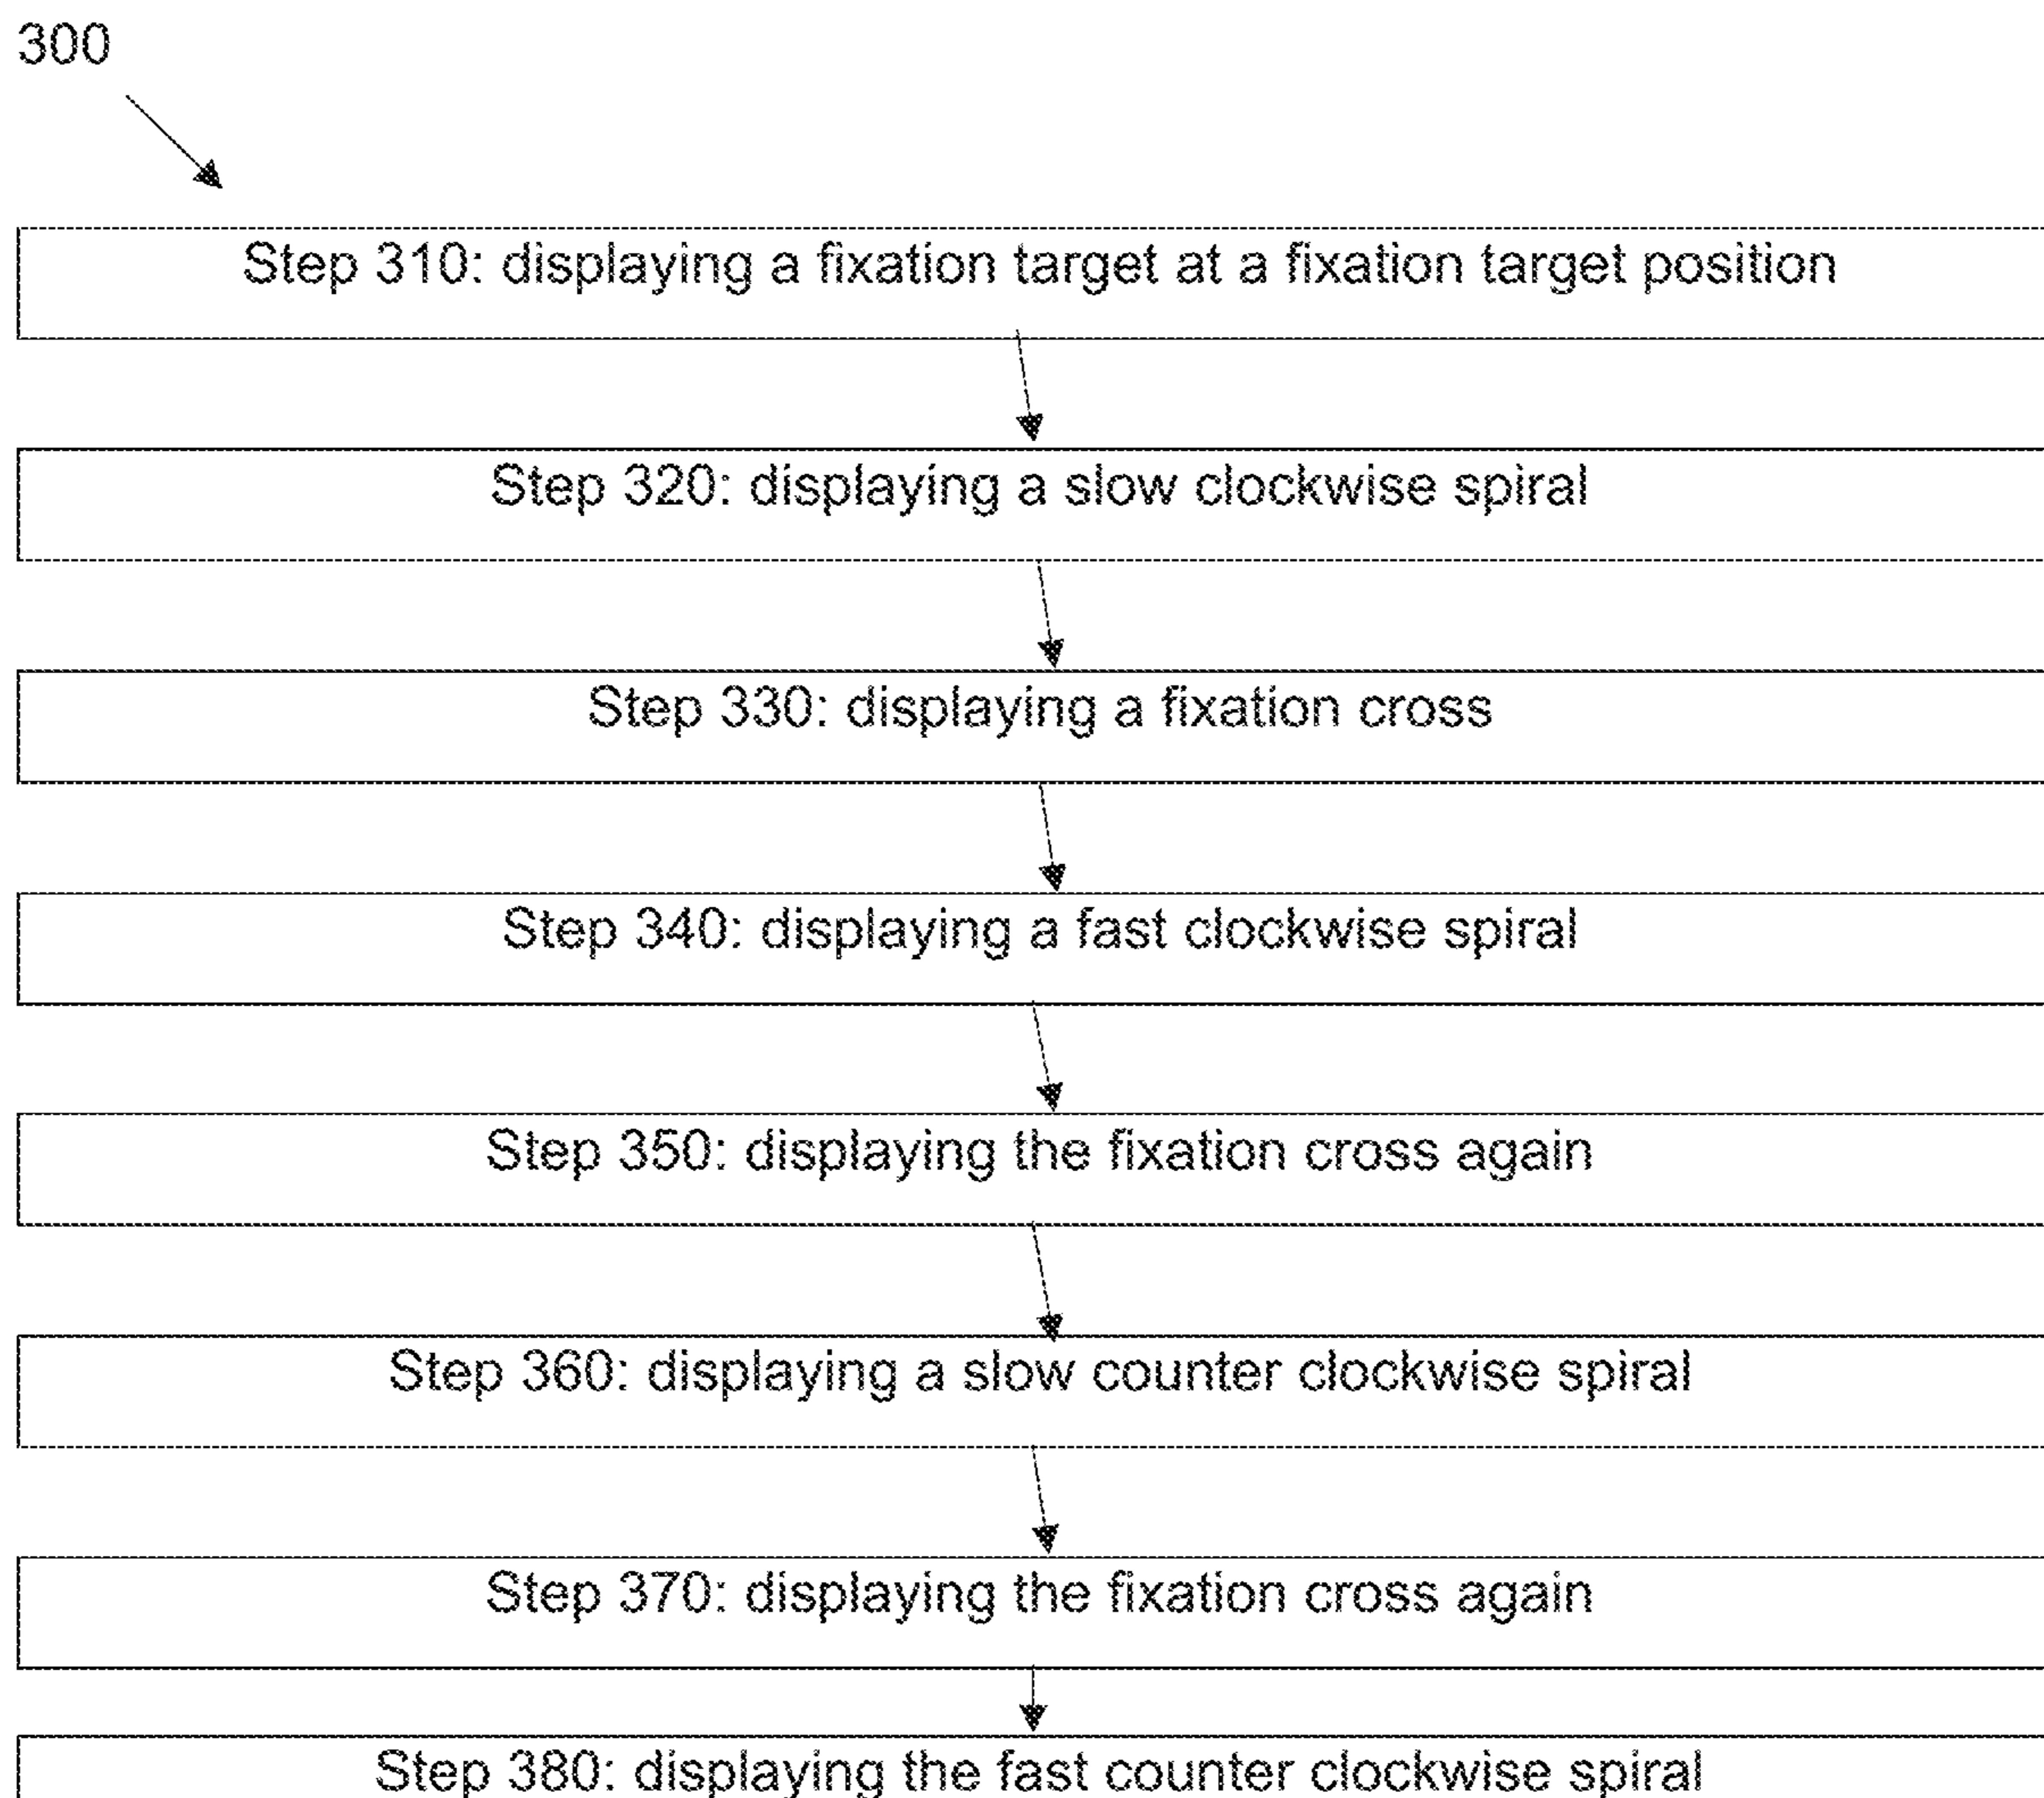 300
Step 310: displaying a fixation target at a fixation target position
Step 320: displaying a slow clockwise spiral
Step 330: displaying a fixation cross
Step 340: displaying a fast clockwise spiral
Step 350: displaying the fixation cross again
Step 360: displaying a slow counter clockwise spiral
Step 370: displaying the fixation cross again
Step 380: displaying the fast counter clockwise spiral